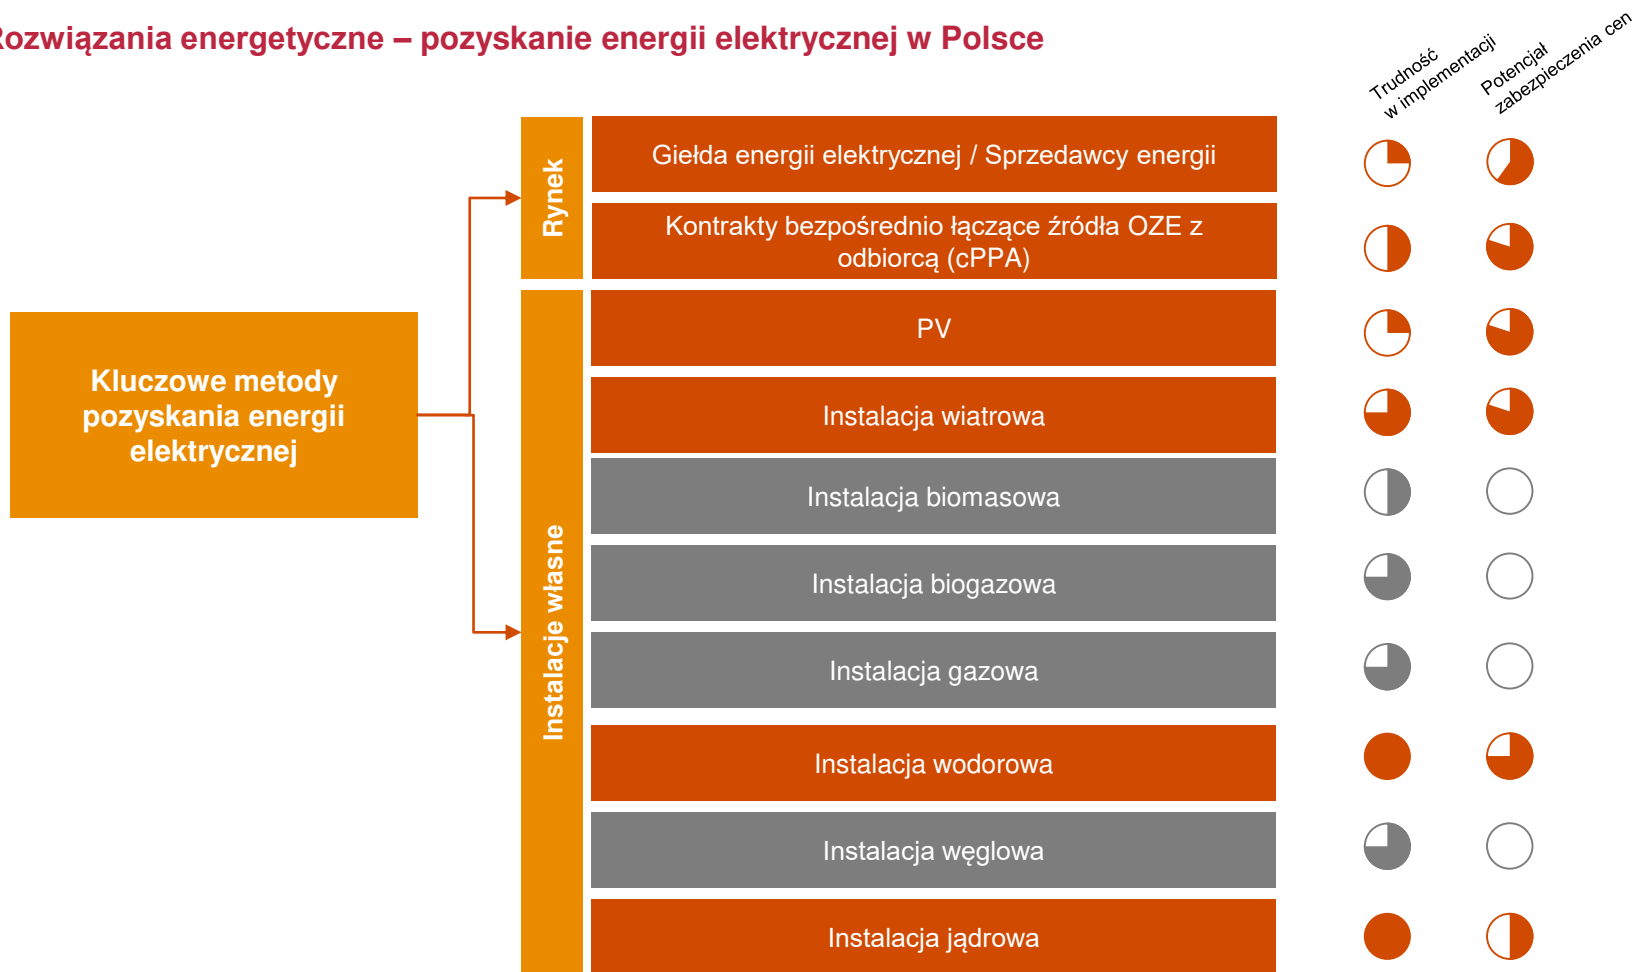 Rozwiązania energetyczne – pozyskanie energii elektrycznej w Polsce
Trudność
w implementacji
Potencjał
zabezpieczenia cen
Kluczowe metody
pozyskania energii
elektrycznej
Rynek
Giełda energii elektrycznej / Sprzedawcy energii
Kontrakty bezpośrednio łączące źródła OZE z
odbiorcą (cPPA)
Instalacje własne
PV
Instalacja wiatrowa
Instalacja biomasowa
Instalacja biogazowa
Instalacja gazowa
Instalacja wodorowa
Instalacja węglowa
Instalacja jądrowa